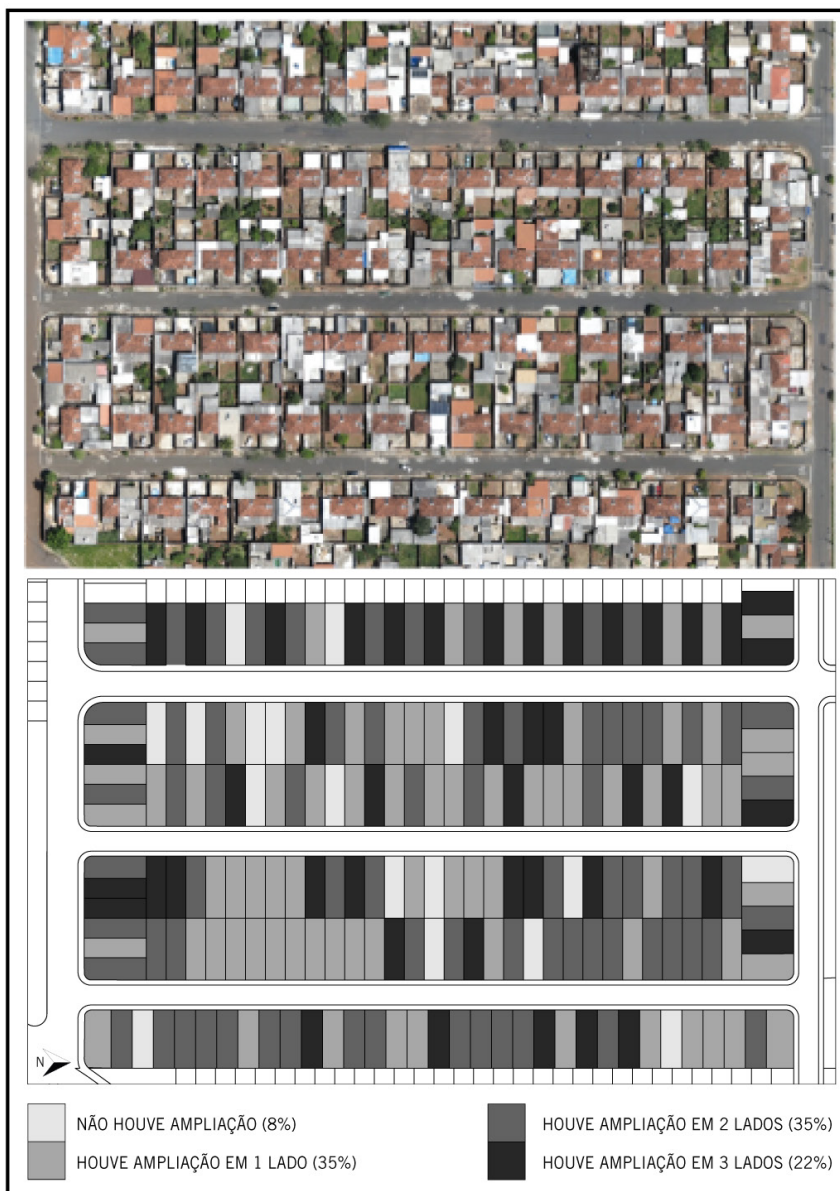 N
NÃO HOUVE AMPLIAÇÃO (8%)
HOUVE AMPLIAÇÃO EM 1 LADO (35%)
HOUVE AMPLIAÇÃO EM 2 LADOS (35%)
HOUVE AMPLIAÇÃO EM 3 LADOS (22%)